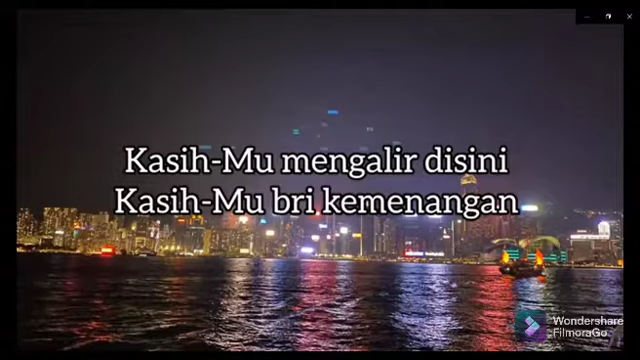 Kasih-Mu mengalir disini
Kasih-Mu bri kemenangan
Wondershare
FilmoraGo